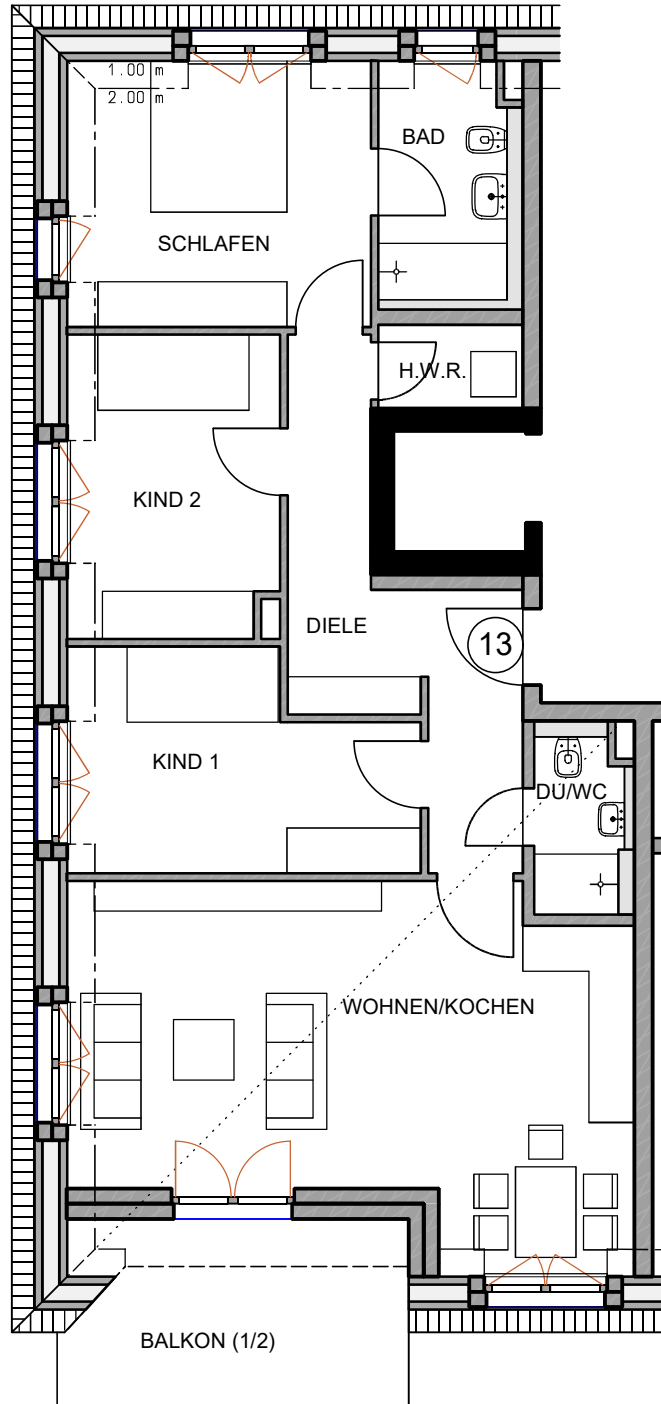 1.00 m
2.00 m
BAD
SCHLAFEN
H.W.R.
KIND 2
DIELE
13
KIND 1
DU/WC
WOHNEN/KOCHEN
BALKON (1/2)